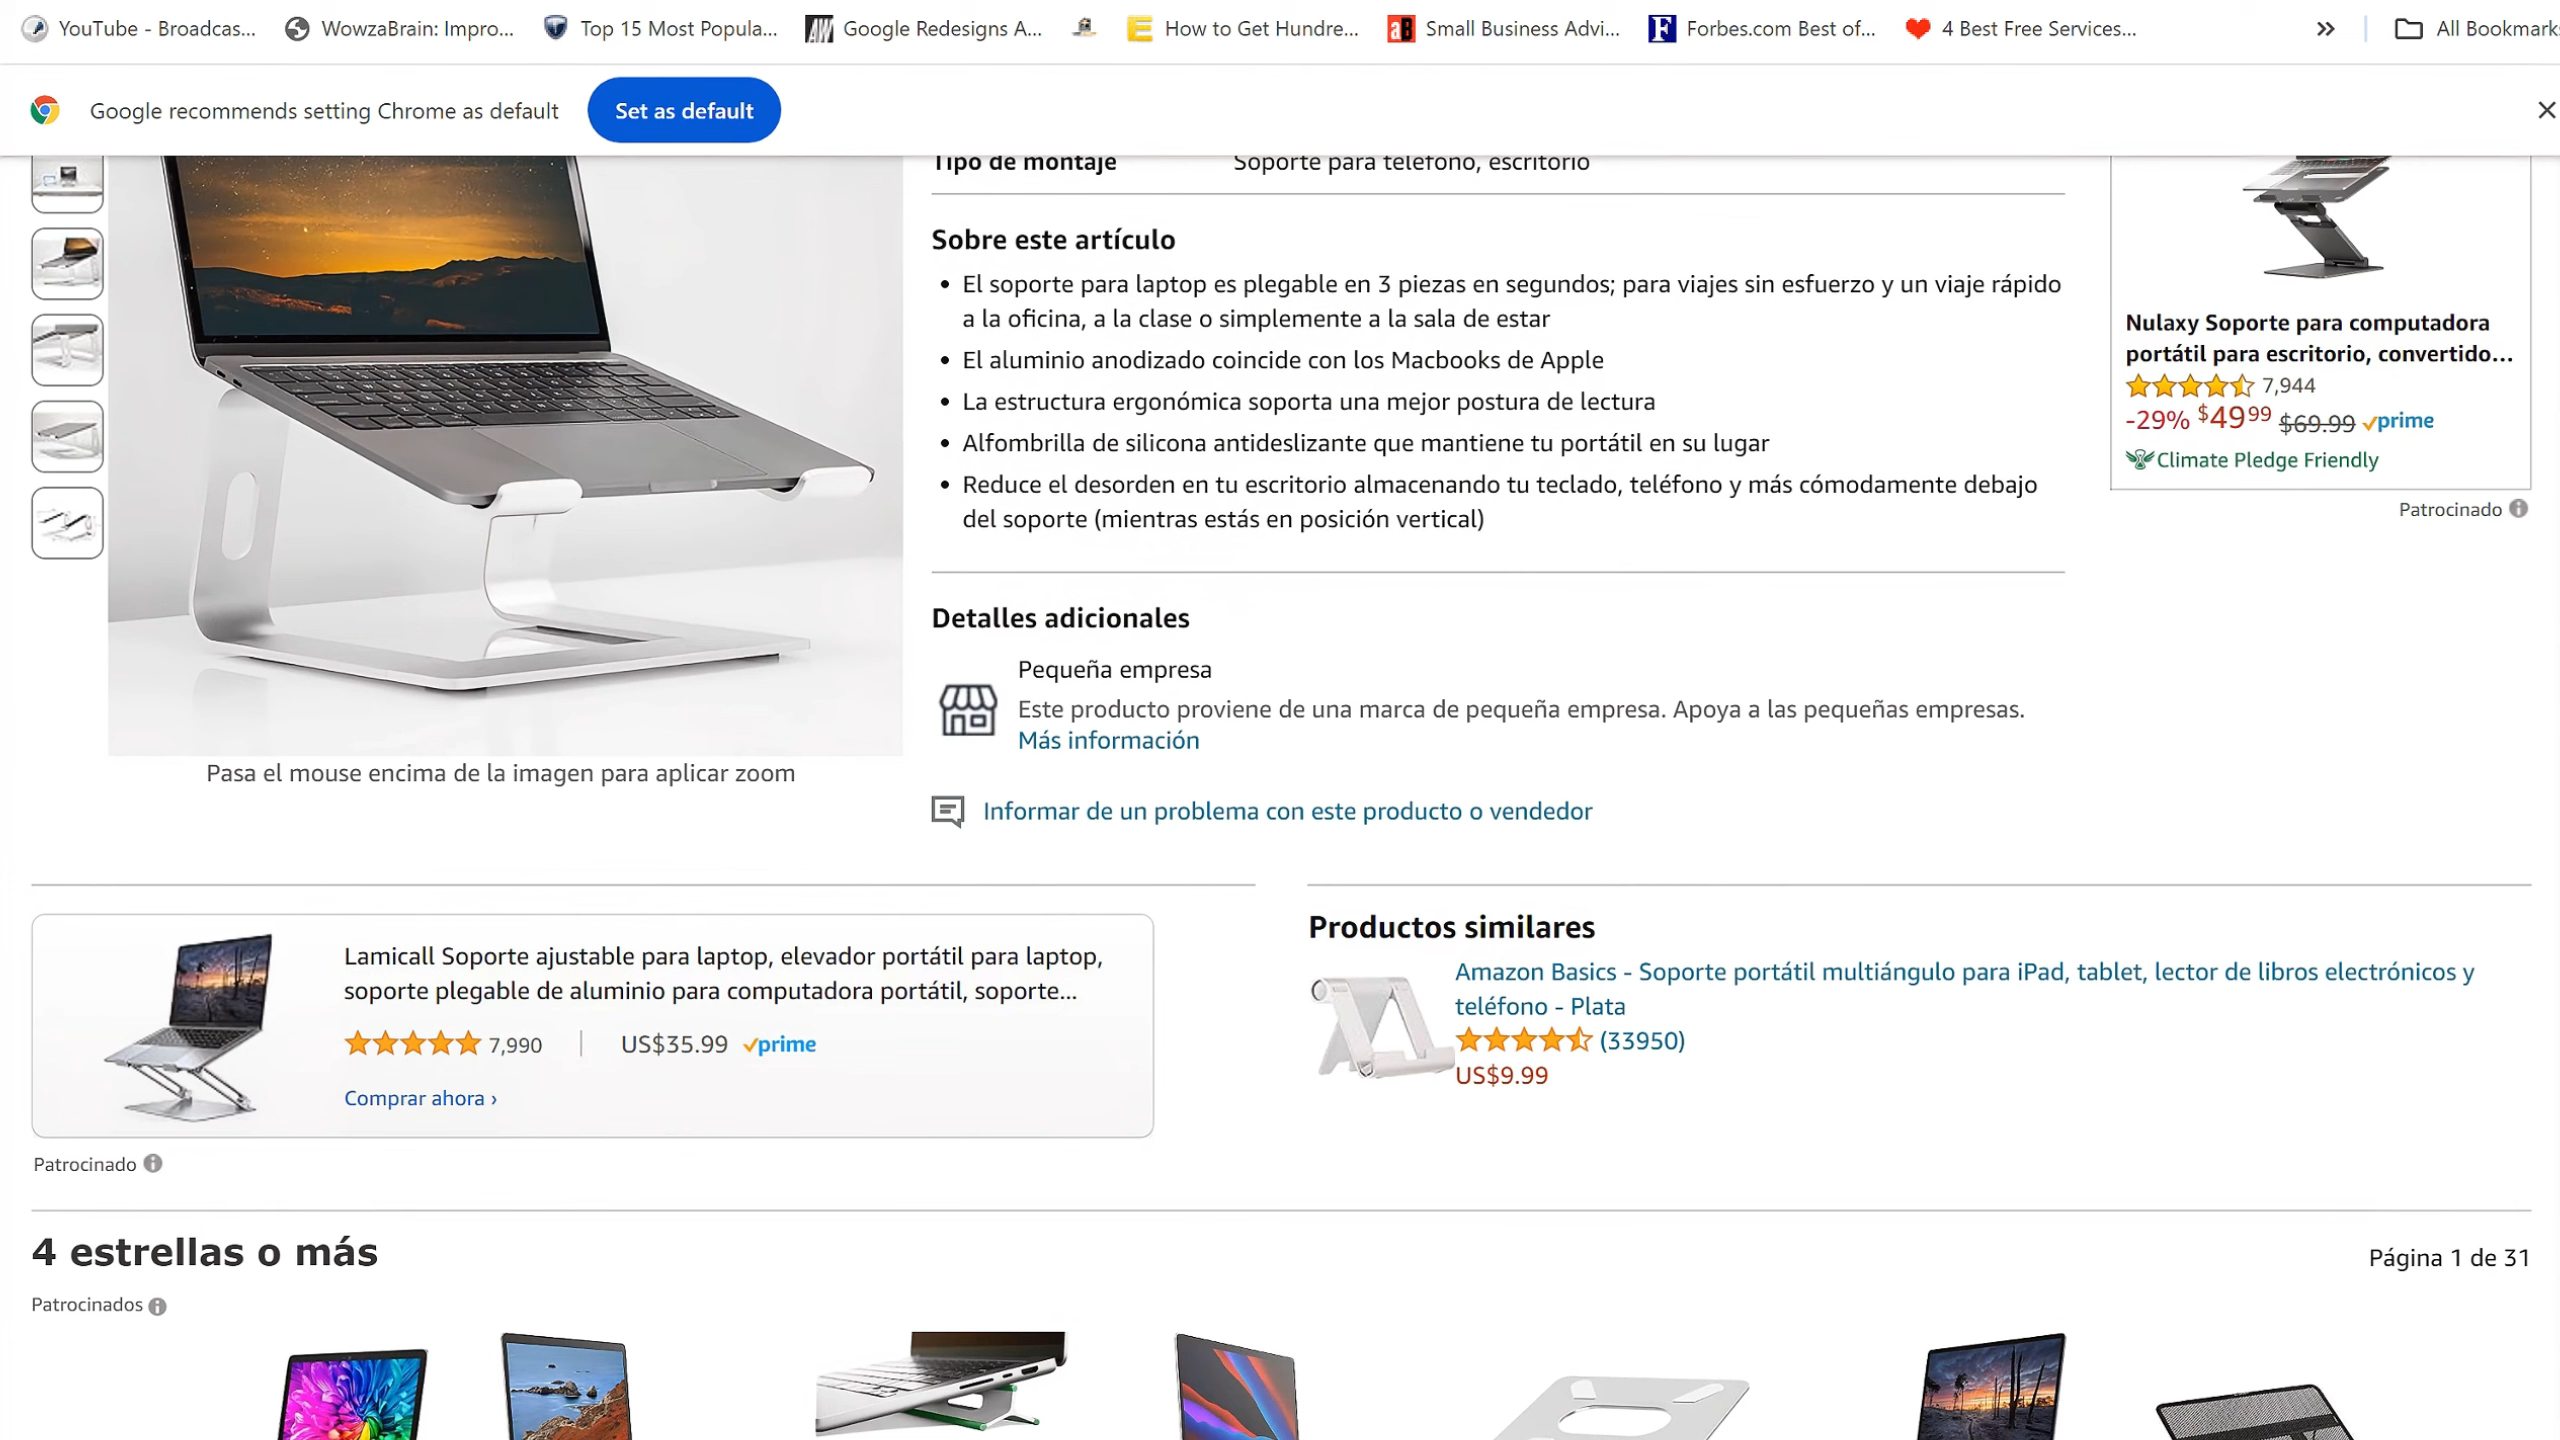 YouTube - Broadcas...
WowzaBrain: Impro...
Top 15 Most Popula...
Google Redesigns A...
How to Get Hundre...
Small Business Advi...
Forbes.com Best of...
4 Best Free Services...
»
All Bookmarks
Google recommends setting Chrome as default
Set as default
Tipo de montaje
Soporte para teléfono, escritorio
Sobre este artículo
• El soporte para laptop es plegable en 3 piezas en segundos; para viajes sin esfuerzo y un viaje rápido
a la oficina, a la clase o simplemente a la sala de estar
• El aluminio anodizado coincide con los Macbooks de Apple
• La estructura ergonómica soporta una mejor postura de lectura
• Alfombrilla de silicona antideslizante que mantiene tu portátil en su lugar
• Reduce el desorden en tu escritorio almacenando tu teclado, teléfono y más cómodamente debajo
del soporte (mientras estás en posición vertical)
Nulaxy Soporte para computadora
portátil para escritorio, convertido...
7,944
-29% $49.99 $69.99 prime
Climate Pledge Friendly
Patrocinado
Detalles adicionales
Pequeña empresa
Este producto proviene de una marca de pequeña empresa. Apoya a las pequeñas empresas.
Más información
Pasa el mouse encima de la imagen para aplicar zoom
Informar de un problema con este producto o vendedor
Lamicall Soporte ajustable para laptop, elevador portátil para laptop,
soporte plegable de aluminio para computadora portátil, soporte...
7,990 | US$35.99 prime
Comprar ahora ›
Patrocinado
Productos similares
Amazon Basics - Soporte portátil multiángulo para iPad, tablet, lector de libros electrónicos y
teléfono - Plata
(33950)
US$9.99
4 estrellas o más
Página 1 de 31
Patrocinados